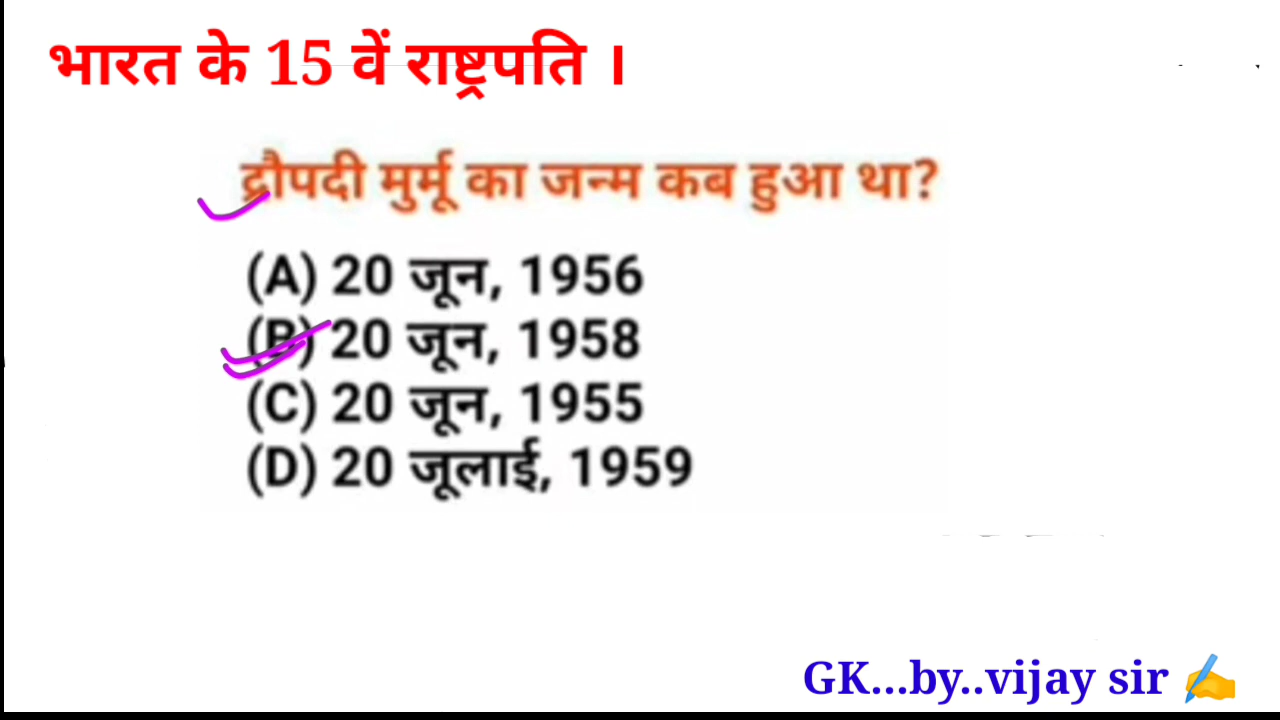 भारत के 15 वें राष्ट्रपति ।
द्रौपदी मुर्मू का जन्म कब हुआ था?
(A) 20 जून, 1956
(B) 20 जून, 1958
(C) 20 जून, 1955
(D) 20 जूलाई, 1959
GK...by..vijay sir ✍️